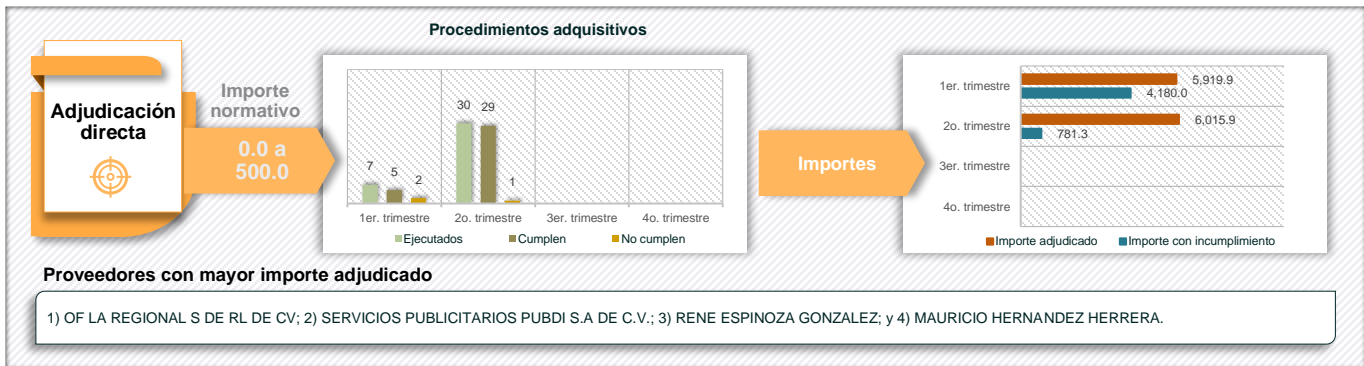 Procedimientos adquisitivos
Adjudicación
directa
Importe
normativo
0.0 a
500.0
7
5
2
30
29
1
1er. trimestre
2o. trimestre
3er. trimestre
4o. trimestre
Ejecutados
Cumplen
No cumplen
Importes
1er. trimestre
5,919.9
4,180.0
2o. trimestre
6,015.9
781.3
3er. trimestre
4o. trimestre
Importe adjudicado
Importe con incumplimiento
Proveedores con mayor importe adjudicado
1) OF LA REGIONAL S DE RL DE CV; 2) SERVICIOS PUBLICITARIOS PUBDI S.A DE C.V.; 3) RENE ESPINOZA GONZALEZ; y 4) MAURICIO HERNANDEZ HERRERA.